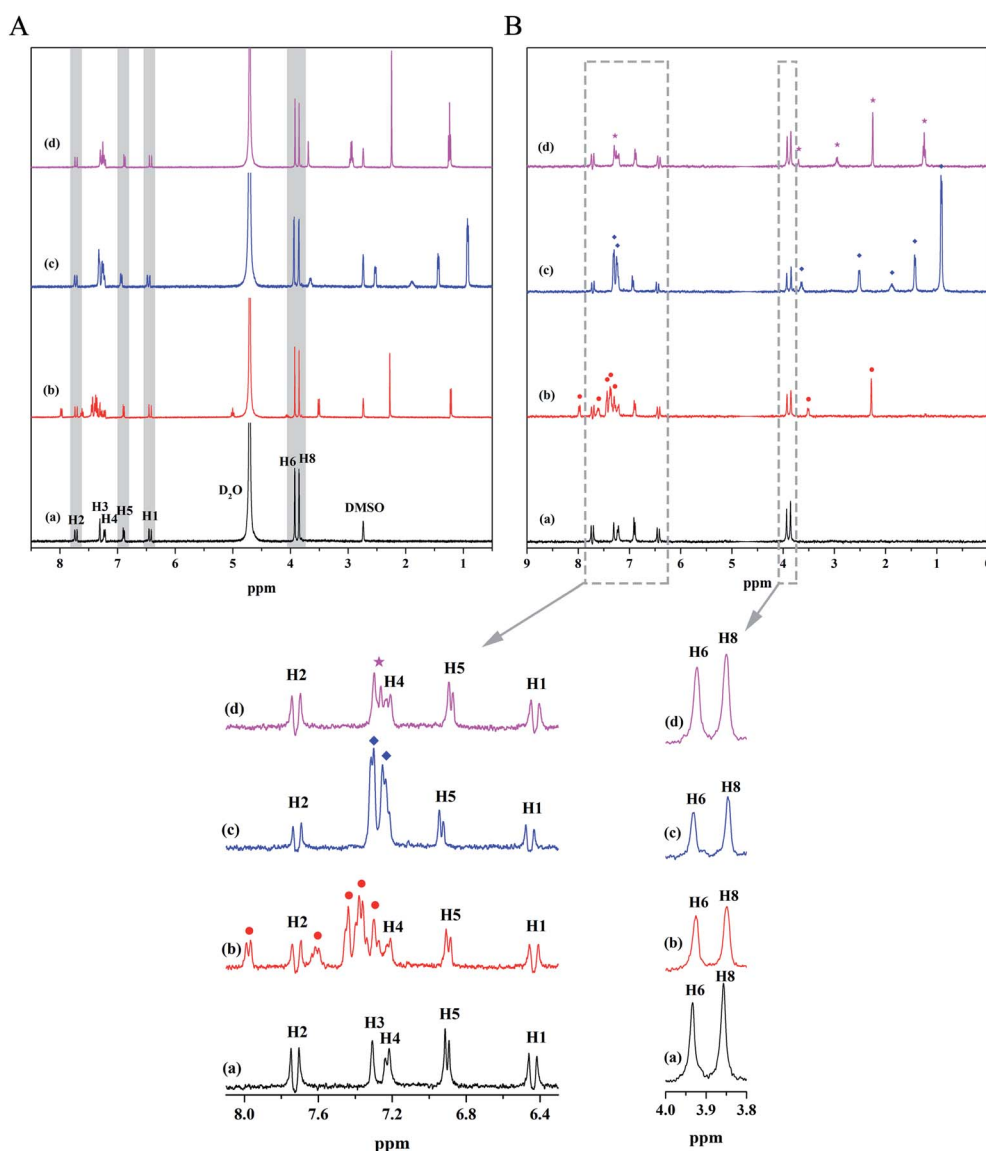 A
B
(d)
(c)
(b)
(a)
H2
H3
H4
H5
H1
D₂O
H6
H8
DMSO
8 7 6 5 4 3 2 1
ppm
(d)
(c)
(b)
(a)
9 8 7 6 5 4 3 2 1 0
ppm
(d)
H2
H4
H5
H1
(c)
H2
H5
H1
(b)
H2
H4
H5
H1
(a)
H2
H3
H4
H5
H1
8.0 7.6 7.2 6.8 6.4
ppm
H6
H8
(d)
H6
H8
(c)
H6
H8
(b)
H6
H8
(a)
4.0 3.9 3.8
ppm